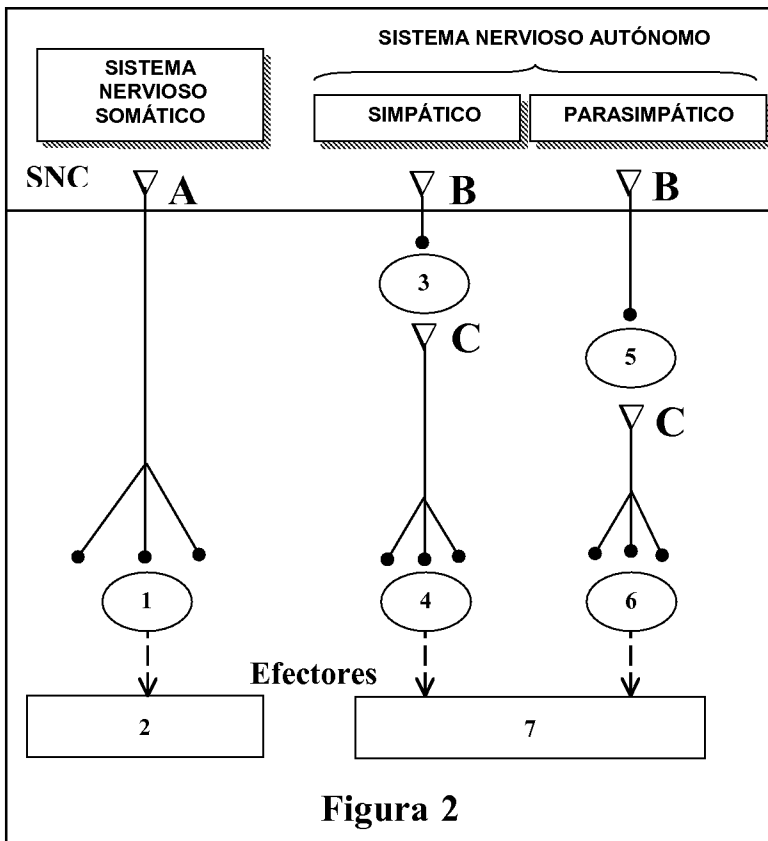 SISTEMA NERVIOSO AUTÓNOMO
SISTEMA
NERVIOSO
SOMÁTICO
SIMPÁTICO
PARASIMPÁTICO
SNC
A
B
B
3
C
5
C
1
4
6
Efectores
2
7
Figura 2